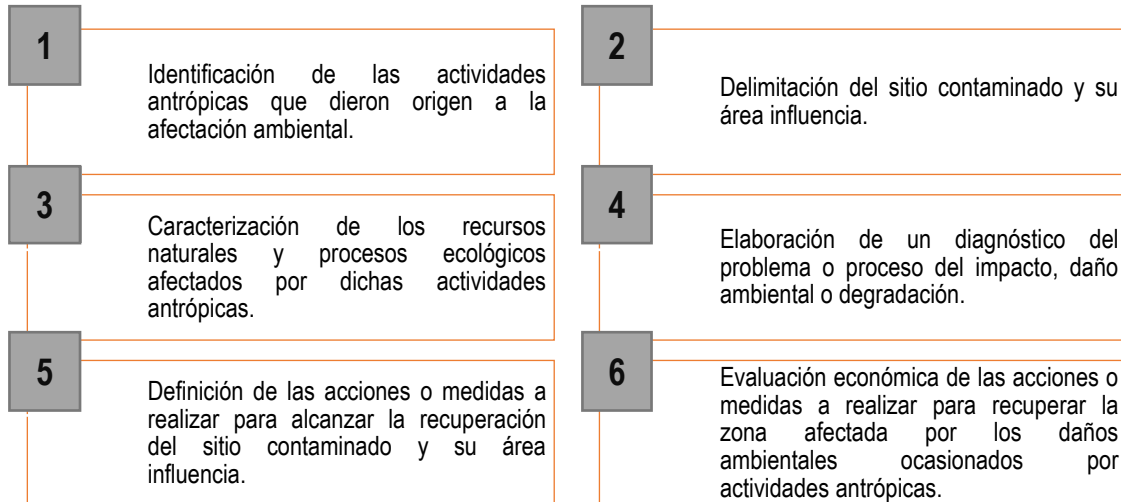 1
Identificación de las actividades
antrópicas que dieron origen a la
afectación ambiental.
2
Delimitación del sitio contaminado y su
área influencia.
3
Caracterización de los recursos
naturales y procesos ecológicos
afectados por dichas actividades
antrópicas.
4
Elaboración de un diagnóstico del
problema o proceso del impacto, daño
ambiental o degradación.
5
Definición de las acciones o medidas a
realizar para alcanzar la recuperación
del sitio contaminado y su área
influencia.
6
Evaluación económica de las acciones o
medidas a realizar para recuperar la
zona afectada por los daños
ambientales ocasionados por
actividades antrópicas.